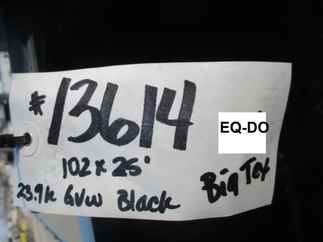 #13614
EQ-DO
102 x 25'
23.9k GVW Black
Big Tex